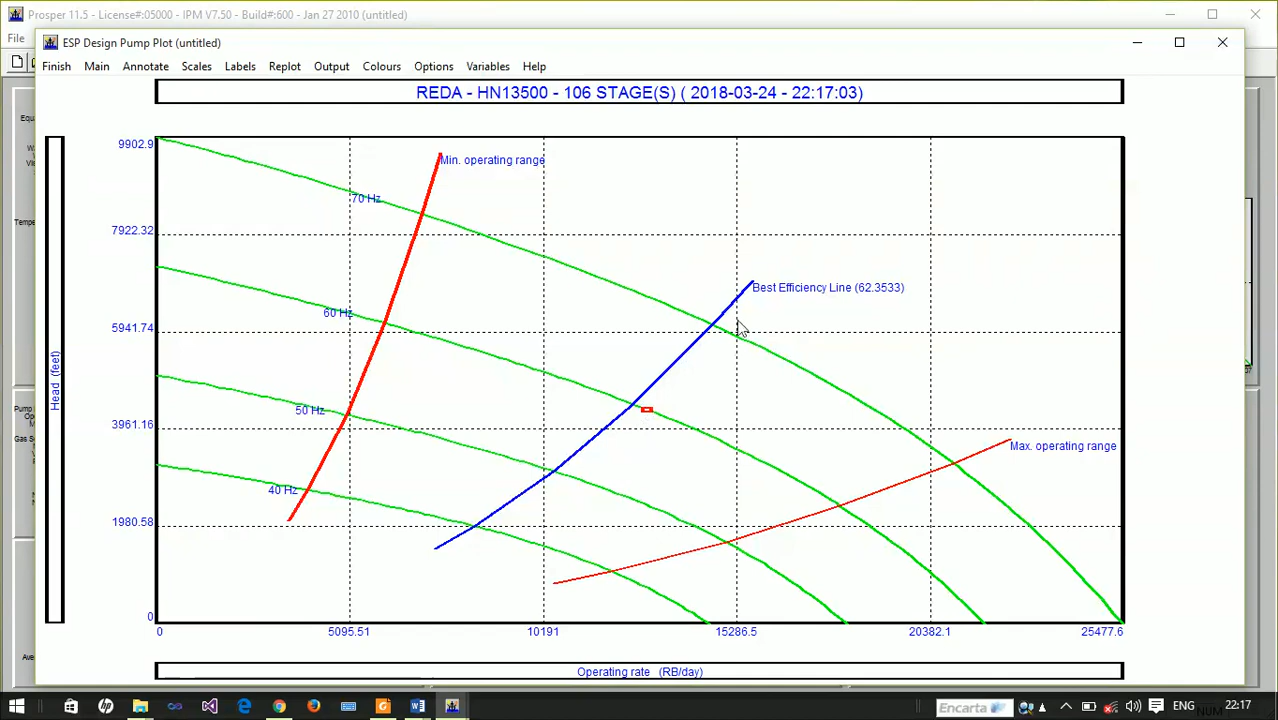 Prosper 11.5 - License#:05000 - IPM V7.50 - Build#:600 - Jan 27 2010 (untitled)
File
ESP Design Pump Plot (untitled)
Finish Main Annotate Scales Labels Replot Output Colours Options Variables Help
REDA - HN13500 - 106 STAGE(S) ( 2018-03-24 - 22:17:03)
9902.9
Min. operating range
70 Hz
7922.32
Best Efficiency Line (62.3533)
60 Hz
5941.74
Head (feet)
50 Hz
3961.16
Max. operating range
40 Hz
1980.58
0
0 5095.51 10191 15286.5 20382.1 25477.6
Operating rate (RB/day)
Encarta
ENG
22:17
NUM